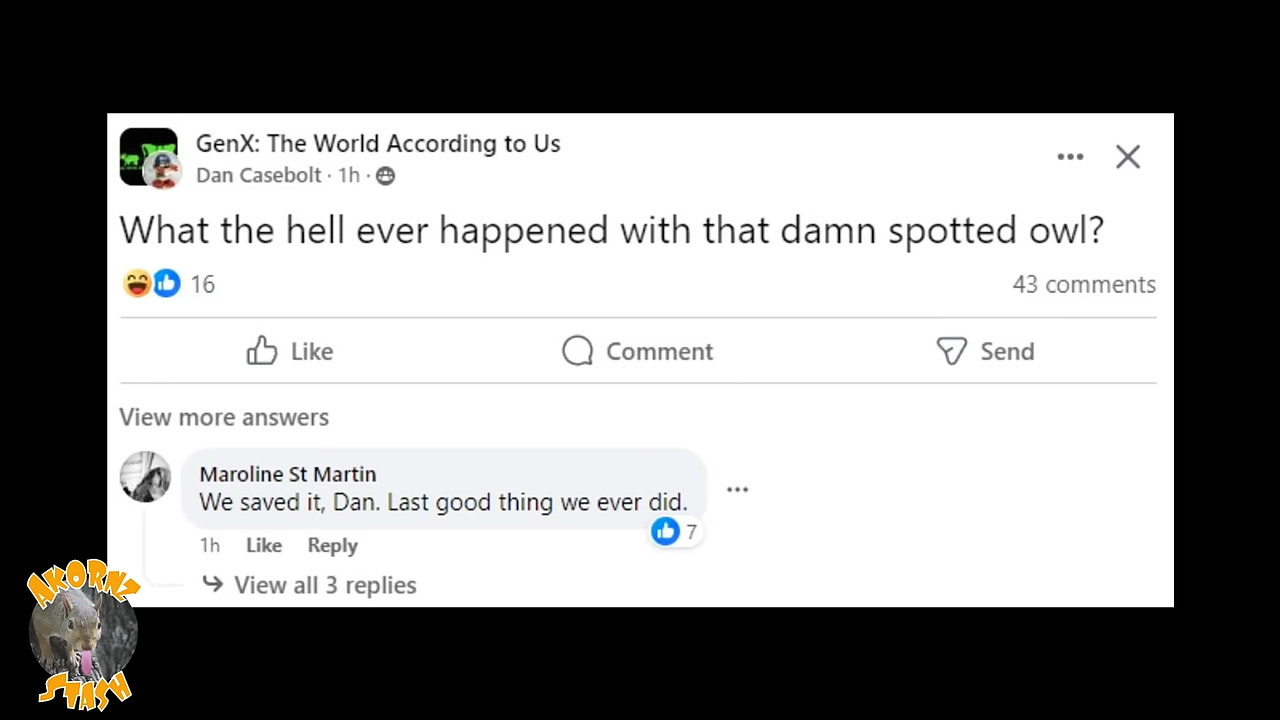 GenX: The World According to Us
Dan Casebolt · 1h ·
What the hell ever happened with that damn spotted owl?
16
43 comments
Like
Comment
Send
View more answers
Maroline St Martin
We saved it, Dan. Last good thing we ever did.
7
1h Like Reply
View all 3 replies
AKORNZ
STASH